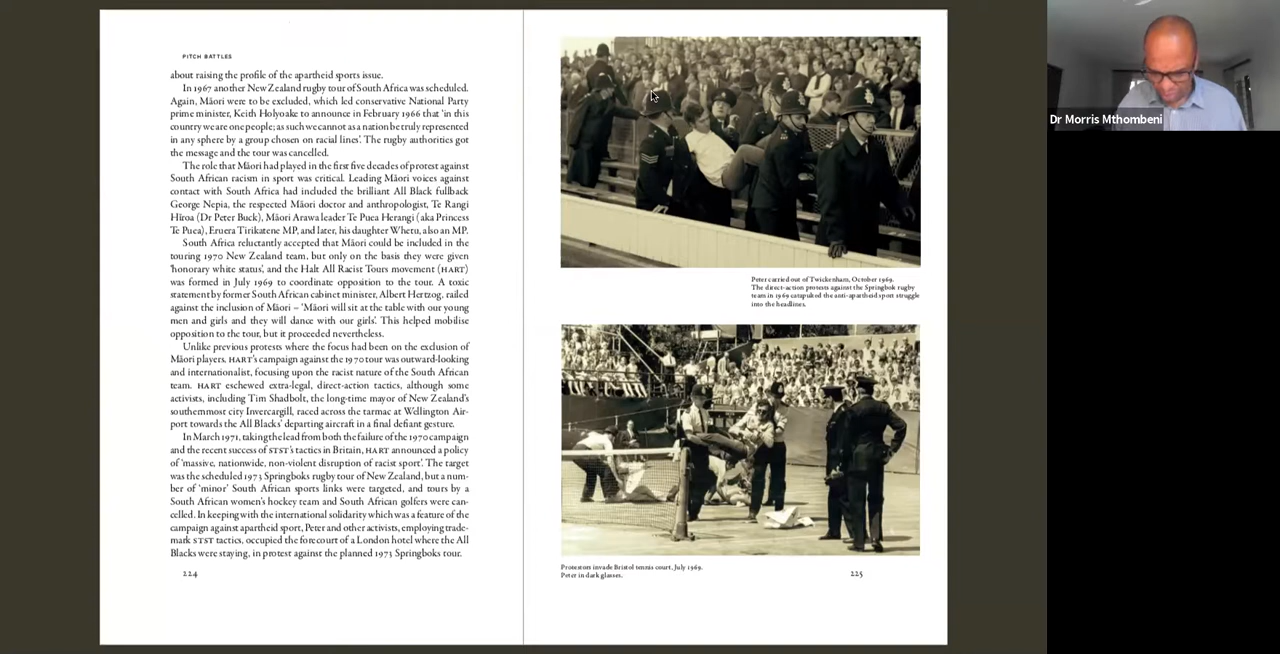 PITCH BATTLES
about raising the profile of the apartheid sports issue.
In 1967 another New Zealand rugby tour of South Africa was scheduled.
Again, Māori were to be excluded, which led conservative National Party
prime minister, Keith Holyoake to announce in February 1966 that ‘in this
country we are one people; as such we cannot as a nation be truly represented
in any sphere by a group chosen on racial lines’. The rugby authorities got
the message and the tour was cancelled.
The role that Māori had played in the first five decades of protest against
South African racism in sport was critical. Leading Māori voices against
contact with South Africa had included the brilliant All Black fullback
George Nepia, the respected Māori doctor and anthropologist, Te Rangi
Hīroa (Dr Peter Buck), Māori Arawa leader Te Puea Herangi (aka Princess
Te Puea), Eruera Tirikatene MP, and later, his daughter Whetu, also an MP.
South Africa reluctantly accepted that Māori could be included in the
touring 1970 New Zealand team, but only on the basis they were given
‘honorary white status’, and the Halt All Racist Tours movement (HART)
was formed in July 1969 to coordinate opposition to the tour. A toxic
statement by former South African cabinet minister, Albert Hertzog, railed
against the inclusion of Māori – ‘Māori will sit at the table with our young
men and girls and they will dance with our girls’. This helped mobilise
opposition to the tour, but it proceeded nevertheless.
Unlike previous protests where the focus had been on the exclusion of
Māori players, HART’s campaign against the 1970 tour was outward-looking
and internationalist, focusing upon the racist nature of the South African
team. HART eschewed extra-legal, direct-action tactics, although some
activists, including Tim Shadbolt, the long-time mayor of New Zealand’s
southernmost city Invercargill, raced across the tarmac at Wellington Air-
port towards the All Blacks’ departing aircraft in a final defiant gesture.
In March 1971, taking the lead from both the failure of the 1970 campaign
and the recent success of STST’s tactics in Britain, HART announced a policy
of ‘massive, nationwide, non-violent disruption of racist sport’. The target
was the scheduled 1973 Springboks rugby tour of New Zealand, but a num-
ber of ‘minor’ South African sports links were targeted, and tours by a
South African women’s hockey team and South African golfers were can-
celled. In keeping with the international solidarity which was a feature of the
campaign against apartheid sport, Peter and other activists, employing trade-
mark STST tactics, occupied the forecourt of a London hotel where the All
Blacks were staying, in protest against the planned 1973 Springboks tour.
224
Peter carried out of Twickenham, October 1969.
The direct-action protests against the Springbok rugby
team in 1969 catapulted the anti-apartheid sport struggle
into the headlines.
Protestors invade Bristol tennis court, July 1969.
Peter in dark glasses.
225
Dr Morris Mthombeni